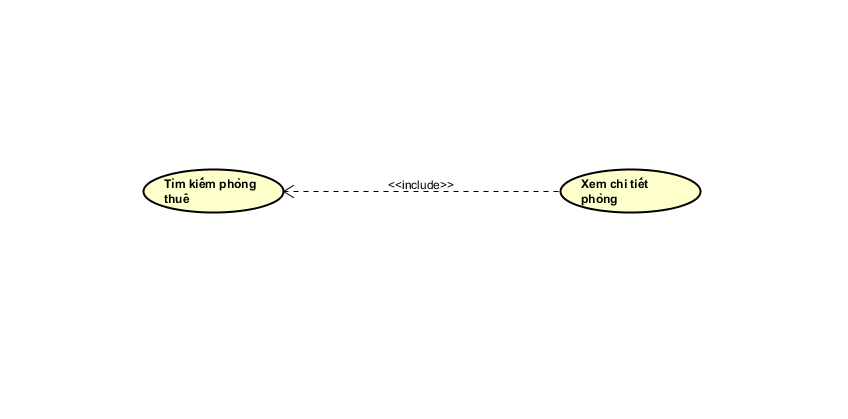 Tìm kiếm phòng
thuê
<<include>>
Xem chi tiết
phòng